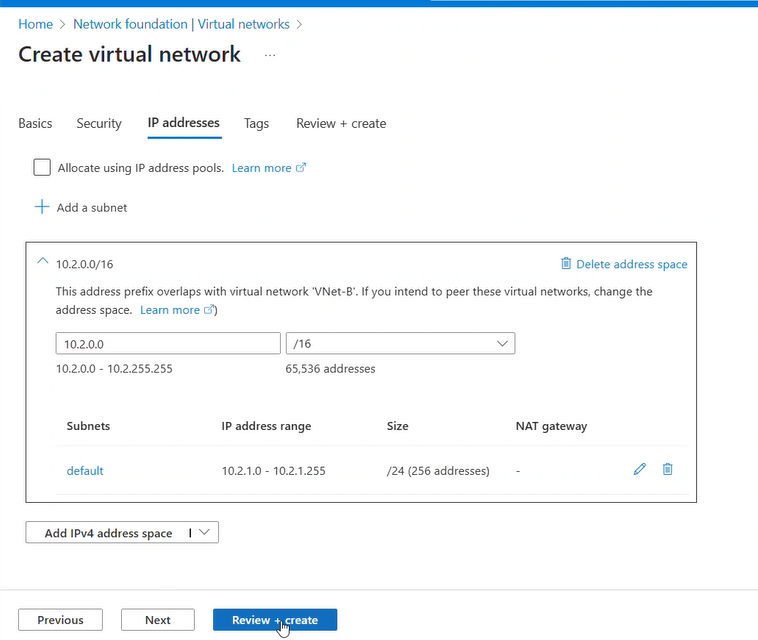 Home > Network foundation | Virtual networks >
Create virtual network ...
Basics Security IP addresses Tags Review + create
Allocate using IP address pools. Learn more
Add a subnet
10.2.0.0/16 Delete address space
This address prefix overlaps with virtual network 'VNet-B'. If you intend to peer these virtual networks, change the
address space. Learn more )
10.2.0.0 /16
10.2.0.0 - 10.2.255.255 65,536 addresses
Subnets IP address range Size NAT gateway
default 10.2.1.0 - 10.2.1.255 /24 (256 addresses) -
Add IPv4 address space |
Previous Next Review + create